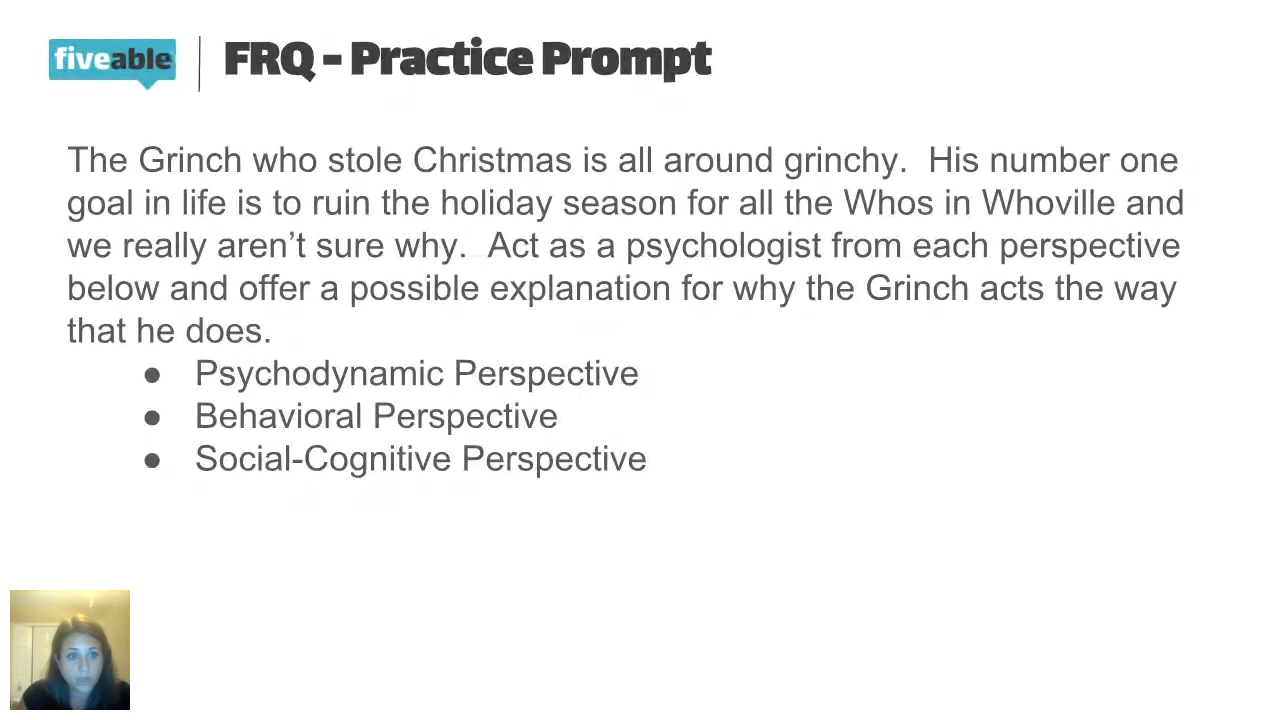 fiveable
FRQ - Practice Prompt
The Grinch who stole Christmas is all around grinchy.  His number one
goal in life is to ruin the holiday season for all the Whos in Whoville and
we really aren’t sure why.  Act as a psychologist from each perspective
below and offer a possible explanation for why the Grinch acts the way
that he does.
● Psychodynamic Perspective
● Behavioral Perspective
● Social-Cognitive Perspective